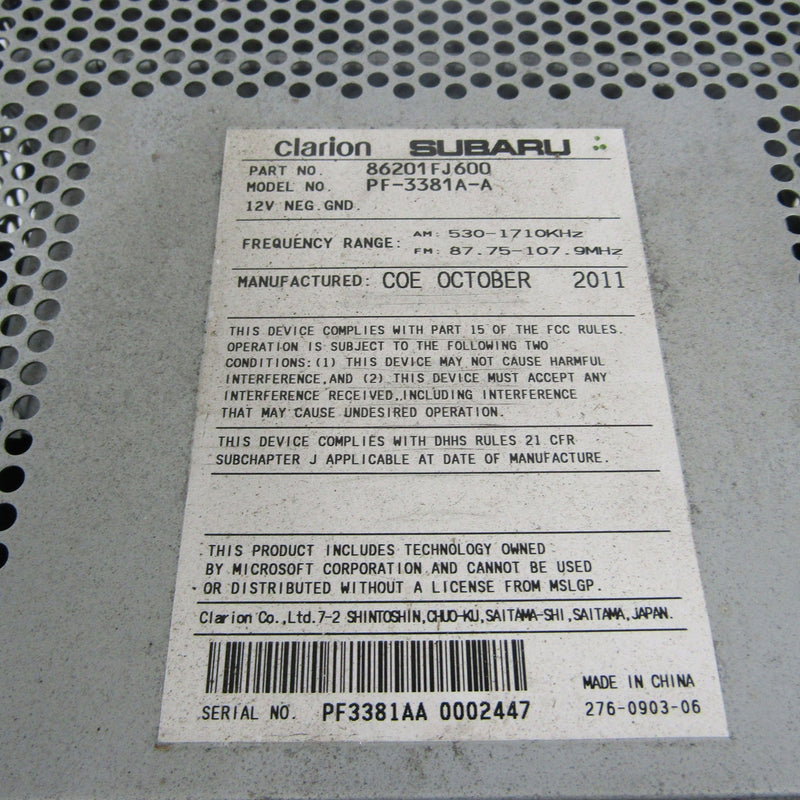 clarion SUBARU
PART NO. 86201FJ600
MODEL NO. PF-3381A-A
12V NEG.GND.
FREQUENCY RANGE: AM: 530-1710KHz
FM: 87.75-107.9MHz
MANUFACTURED: COE OCTOBER 2011
THIS DEVICE COMPLIES WITH PART 15 OF THE FCC RULES.
OPERATION IS SUBJECT TO THE FOLLOWING TWO
CONDITIONS:(1) THIS DEVICE MAY NOT CAUSE HARMFUL
INTERFERENCE,AND (2) THIS DEVICE MUST ACCEPT ANY
INTERFERENCE RECEIVED,INCLUDING INTERFERENCE
THAT MAY CAUSE UNDESIRED OPERATION.
THIS DEVICE COMPLIES WITH DHHS RULES 21 CFR
SUBCHAPTER J APPLICABLE AT DATE OF MANUFACTURE.
THIS PRODUCT INCLUDES TECHNOLOGY OWNED
BY MICROSOFT CORPORATION AND CANNOT BE USED
OR DISTRIBUTED WITHOUT A LICENSE FROM MSLGP.
Clarion Co.,Ltd.7-2 SHINTOSHIN,CHUO-KU,SAITAMA-SHI,SAITAMA,JAPAN.
MADE IN CHINA
SERIAL NO. PF3381AA 0002447 276-0903-06